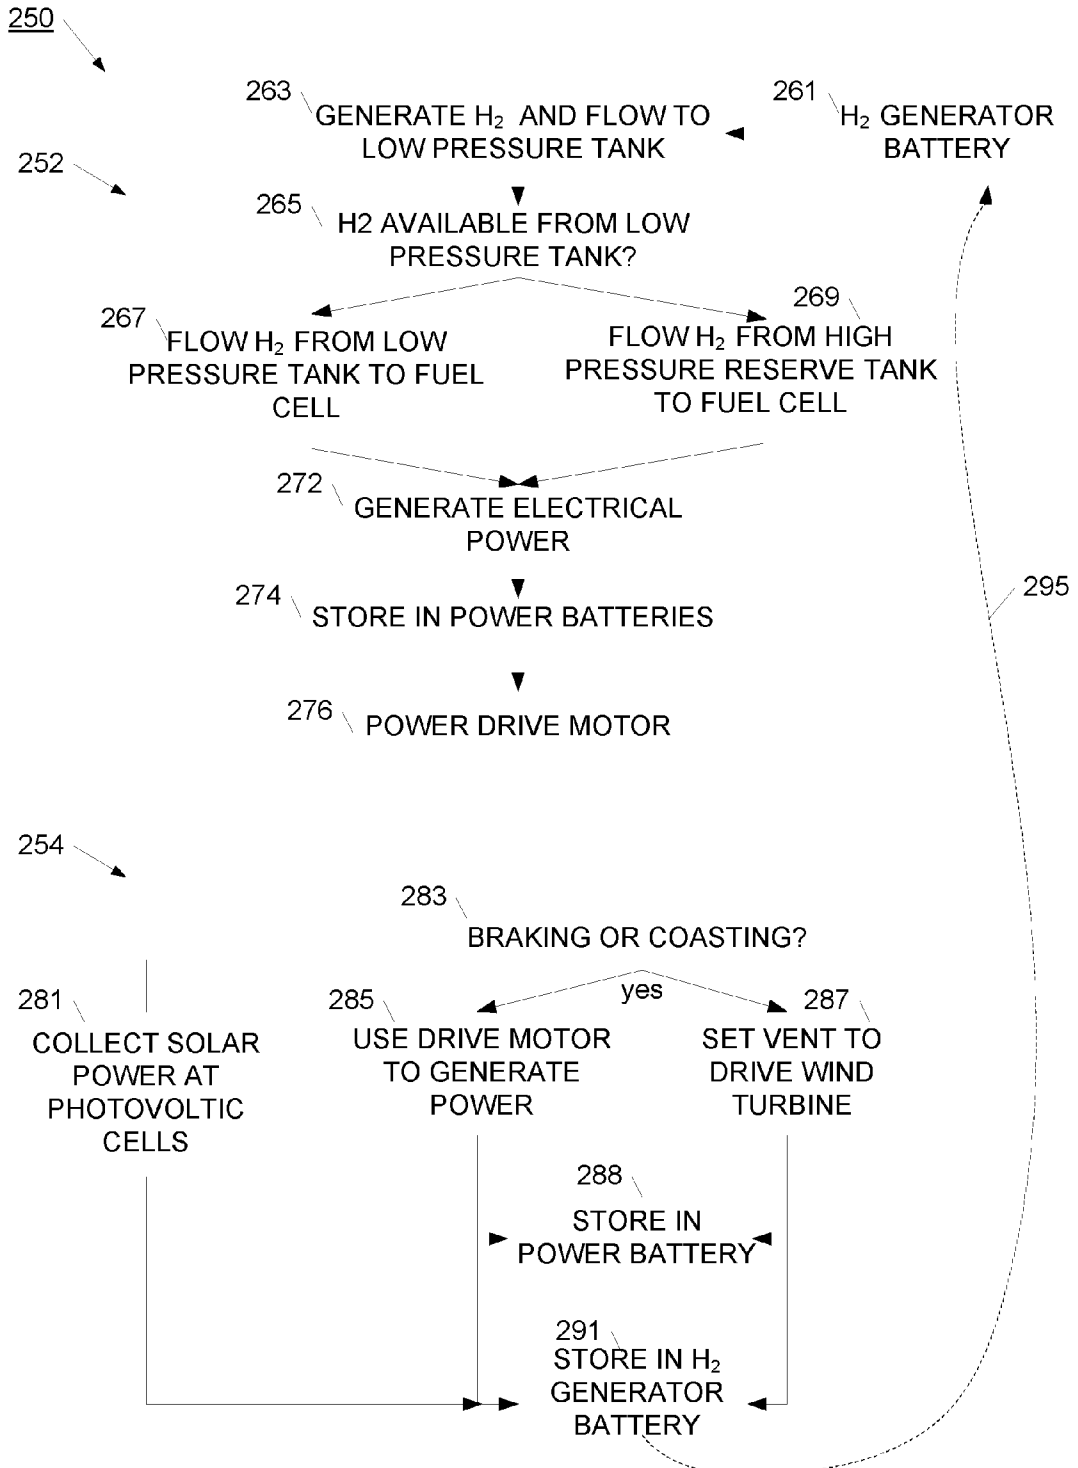 250
263
GENERATE H₂ AND FLOW TO
LOW PRESSURE TANK
261
H₂ GENERATOR
BATTERY
252
265
H2 AVAILABLE FROM LOW
PRESSURE TANK?
267
FLOW H₂ FROM LOW
PRESSURE TANK TO FUEL
CELL
269
FLOW H₂ FROM HIGH
PRESSURE RESERVE TANK
TO FUEL CELL
272
GENERATE ELECTRICAL
POWER
274
STORE IN POWER BATTERIES
295
276
POWER DRIVE MOTOR
254
283
BRAKING OR COASTING?
yes
281
COLLECT SOLAR
POWER AT
PHOTOVOLTIC
CELLS
285
USE DRIVE MOTOR
TO GENERATE
POWER
287
SET VENT TO
DRIVE WIND
TURBINE
288
STORE IN
POWER BATTERY
291
STORE IN H₂
GENERATOR
BATTERY